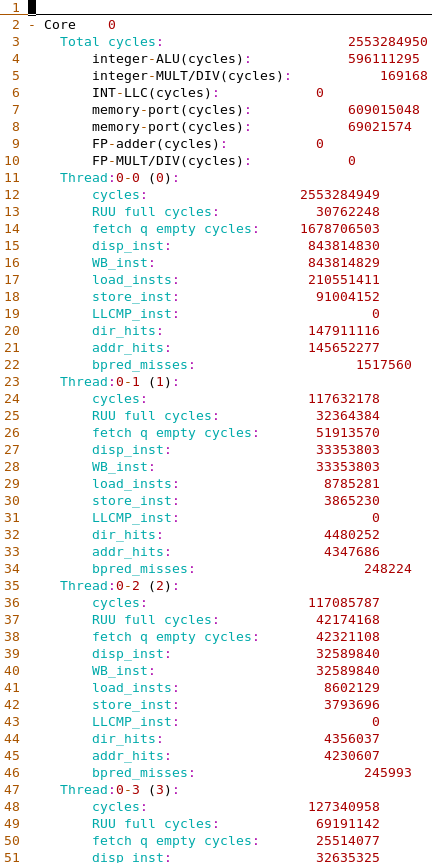 1
2 - Core    0
3     Total cycles:                       2553284950
4         integer-ALU(cycles):            596111295
5         integer-MULT/DIV(cycles):           169168
6         INT-LLC(cycles):            0
7         memory-port(cycles):            609015048
8         memory-port(cycles):            69021574
9         FP-adder(cycles):           0
10         FP-MULT/DIV(cycles):            0
11     Thread:0-0 (0):
12         cycles:                   2553284949
13         RUU full cycles:            30762248
14         fetch q empty cycles:     1678706503
15         disp_inst:                 843814830
16         WB_inst:                   843814829
17         load_insts:                210551411
18         store_inst:                 91004152
19         LLCMP_inst:                        0
20         dir_hits:                  147911116
21         addr_hits:                 145652277
22         bpred_misses:                    1517560
23     Thread:0-1 (1):
24         cycles:                    117632178
25         RUU full cycles:            32364384
26         fetch q empty cycles:       51913570
27         disp_inst:                  33353803
28         WB_inst:                    33353803
29         load_insts:                  8785281
30         store_inst:                  3865230
31         LLCMP_inst:                        0
32         dir_hits:                    4480252
33         addr_hits:                   4347686
34         bpred_misses:                     248224
35     Thread:0-2 (2):
36         cycles:                    117085787
37         RUU full cycles:            42174168
38         fetch q empty cycles:       42321108
39         disp_inst:                  32589840
40         WB_inst:                    32589840
41         load_insts:                  8602129
42         store_inst:                  3793696
43         LLCMP_inst:                        0
44         dir_hits:                    4356037
45         addr_hits:                   4230607
46         bpred_misses:                     245993
47     Thread:0-3 (3):
48         cycles:                    127340958
49         RUU full cycles:            69191142
50         fetch q empty cycles:       25514077
51         disp_inst:                  32635325